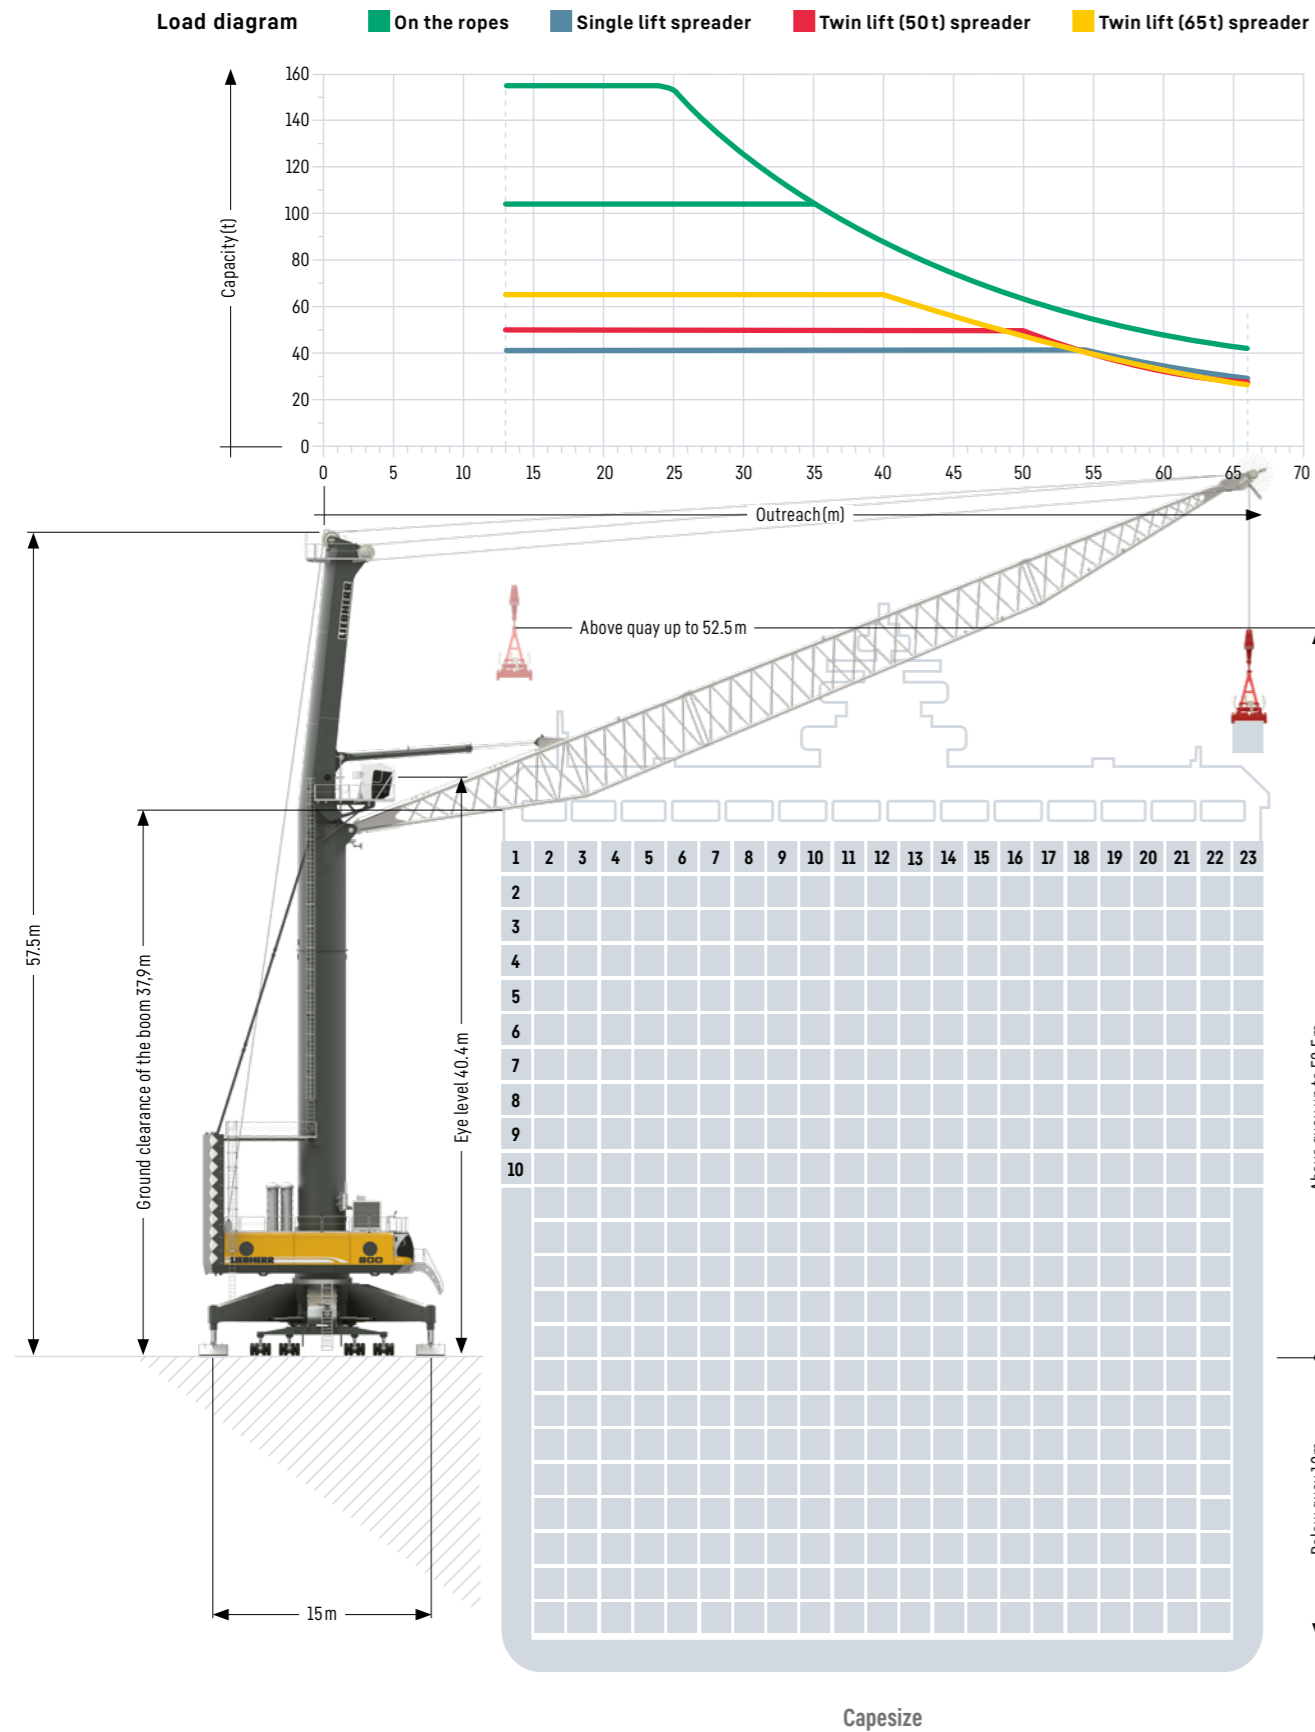 Load diagram
On the ropes
Single lift spreader
Twin lift (50 t) spreader
Twin lift (65 t) spreader
Capacity (t)
160
140
120
100
80
60
40
20
0
0 5 10 15 20 25 30 35 40 45 50 55 60 65 70
Outreach (m)
LIEBHERR
Above quay up to 52.5 m
57.5 m
Ground clearance of the boom 37,9 m
Eye level 40.4 m
1 2 3 4 5 6 7 8 9 10 11 12 13 14 15 16 17 18 19 20 21 22 23
2
3
4
5
6
7
8
9
10
LIEBHERR
800
15 m
Capesize